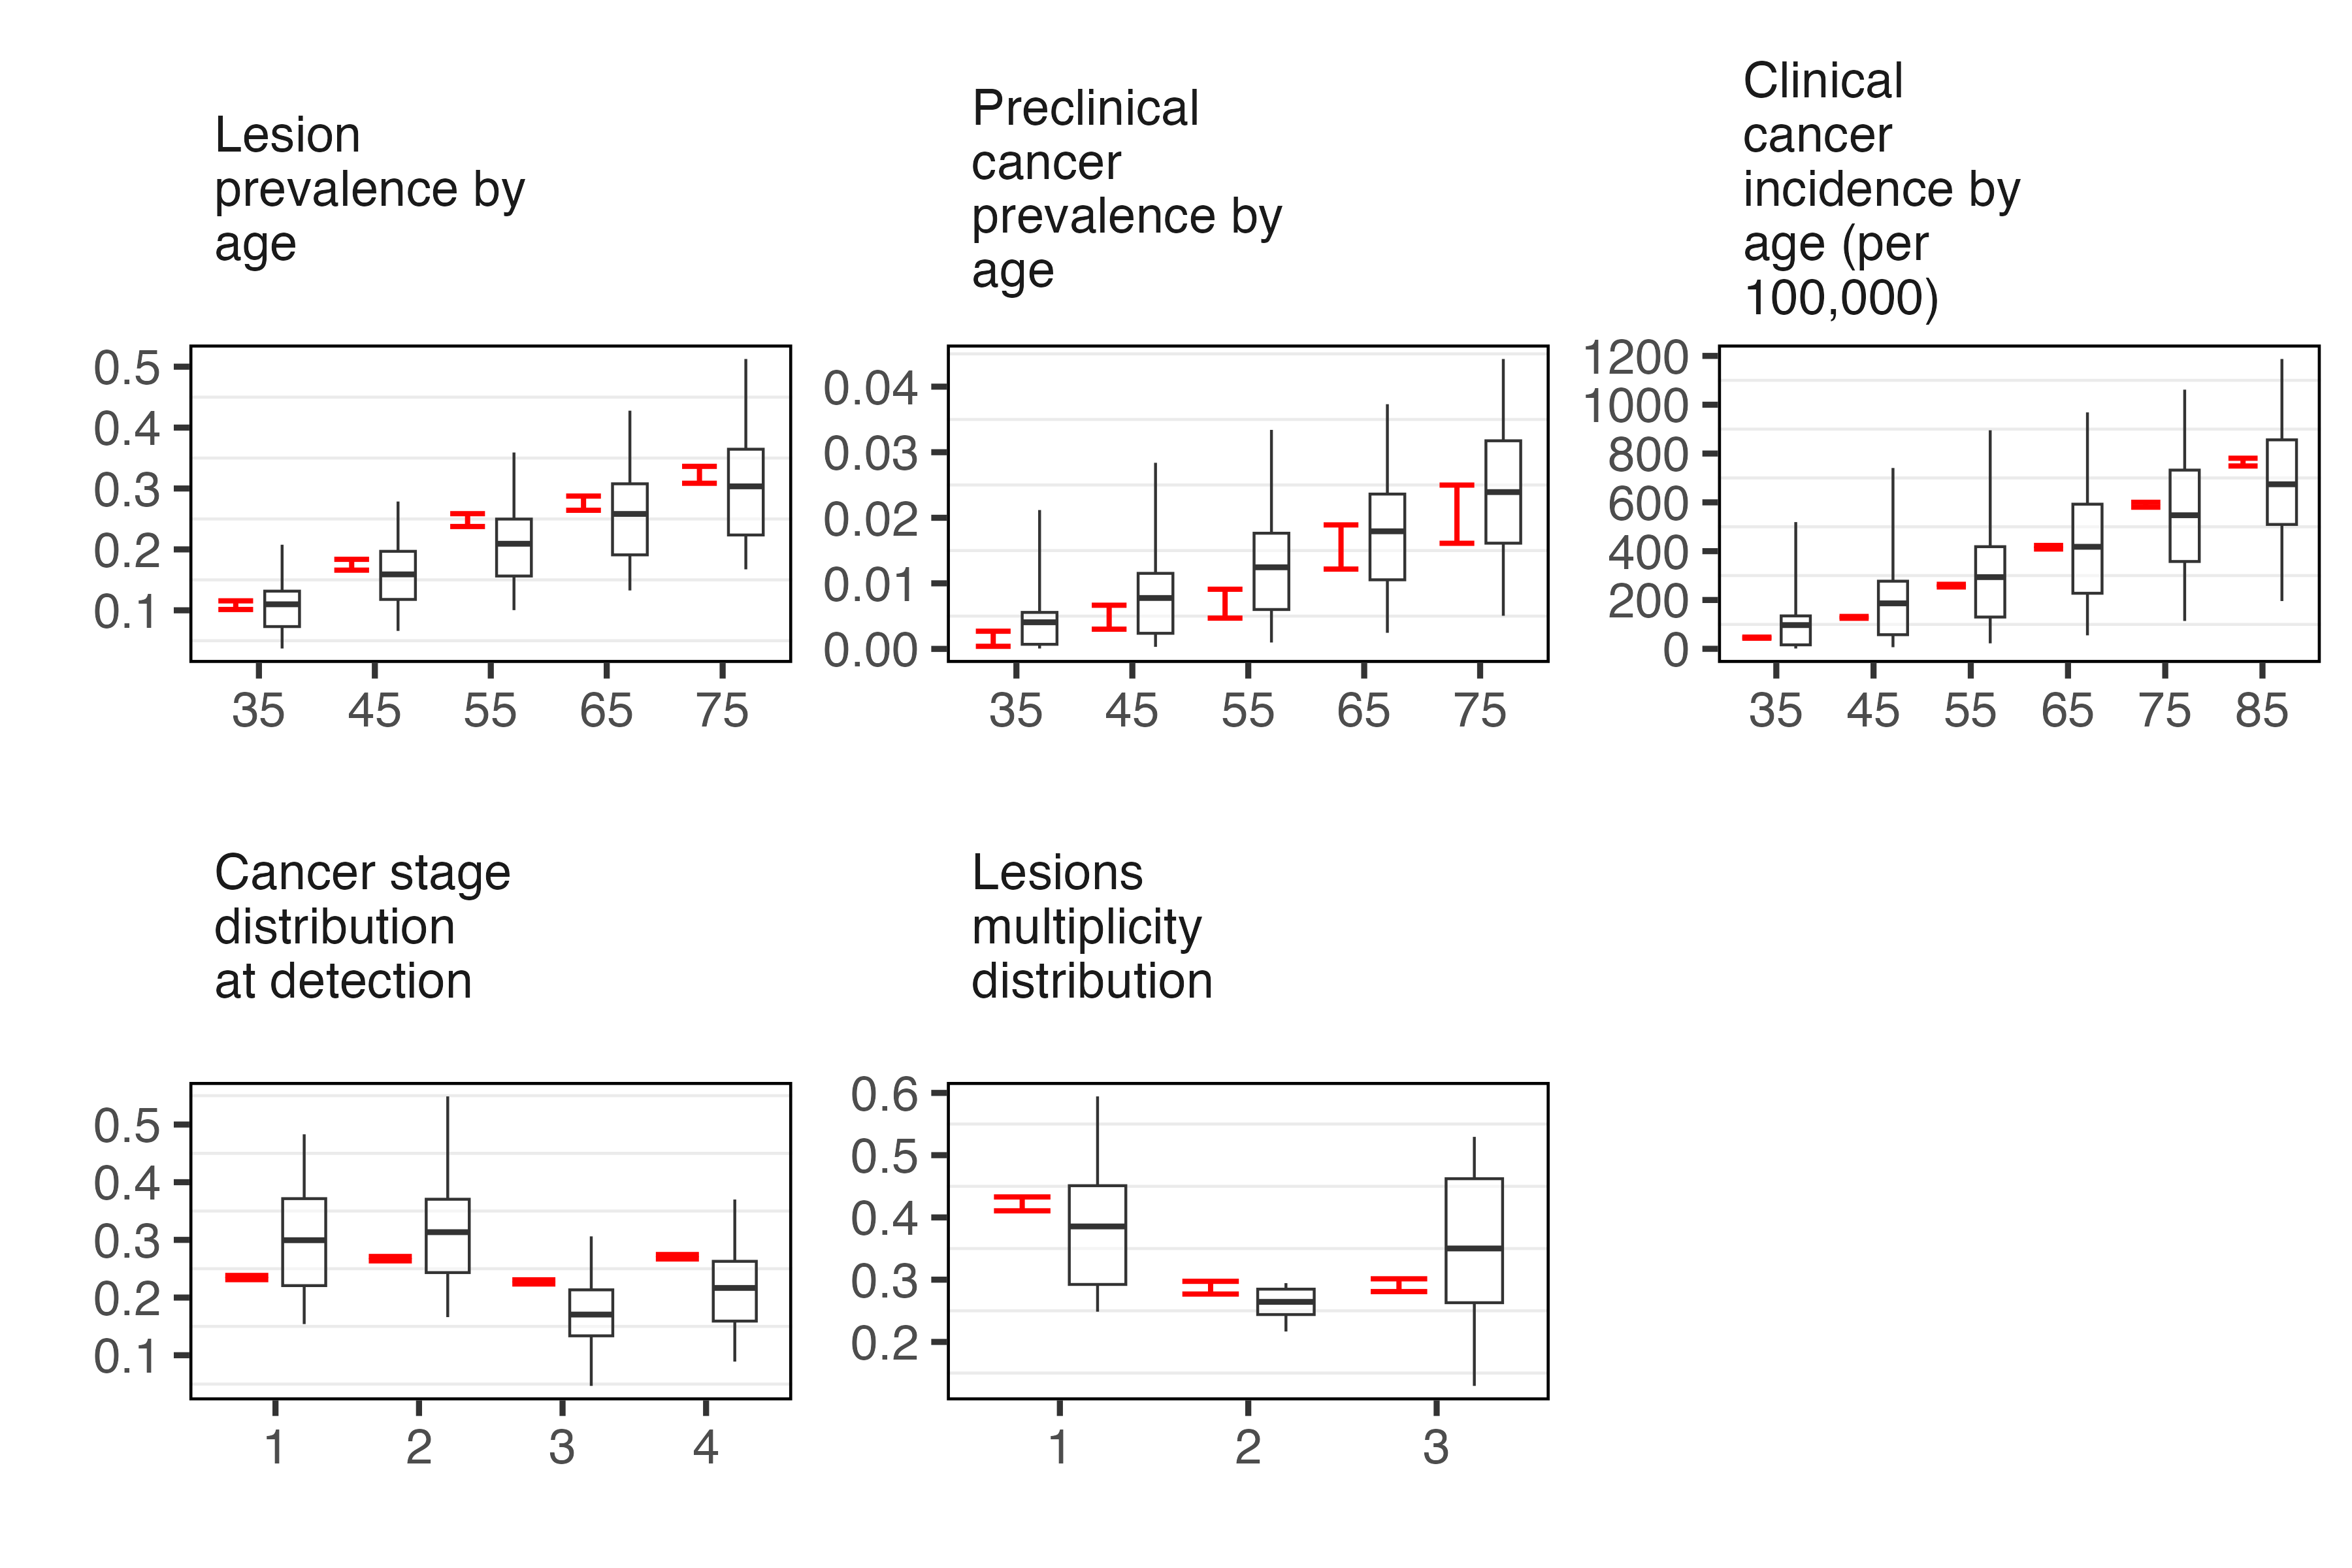 Lesion
prevalence by
age
0.5
0.4
0.3
0.2
0.1
35 45 55 65 75
Preclinical
cancer
prevalence by
age
0.04
0.03
0.02
0.01
0.00
35 45 55 65 75
Clinical
cancer
incidence by
age (per
100,000)
1200
1000
800
600
400
200
0
35 45 55 65 75 85
Cancer stage
distribution
at detection
0.5
0.4
0.3
0.2
0.1
1 2 3 4
Lesions
multiplicity
distribution
0.6
0.5
0.4
0.3
0.2
1 2 3